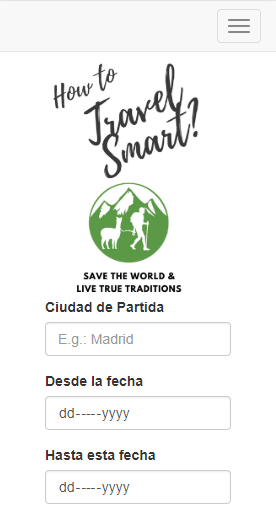 How to
Travel
Smart?
SAVE THE WORLD &
LIVE TRUE TRADITIONS
Ciudad de Partida
E.g.: Madrid
Desde la fecha
dd-----yyyy
Hasta esta fecha
dd-----yyyy